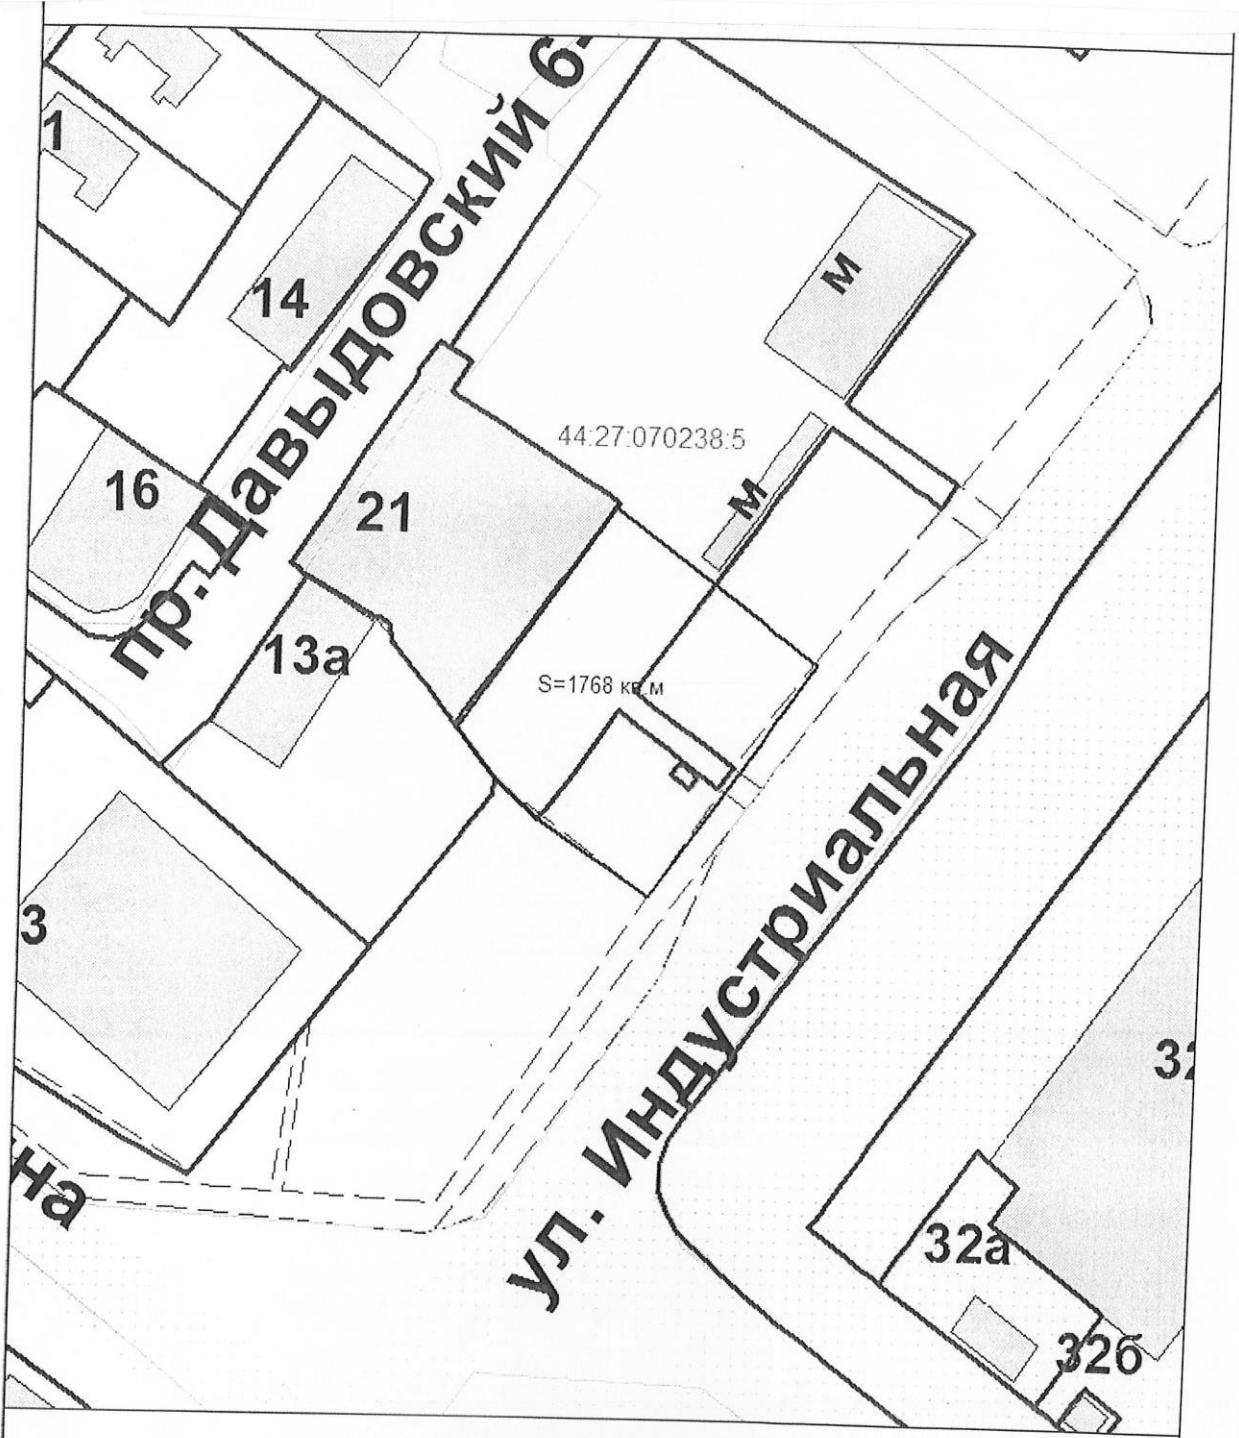 пр. Давыдовский 6-
1
14
м
44:27:070238:5
16
21
м
13а
S=1768 кв.м
3
ул. Индустриальная
32
на
32а
32б